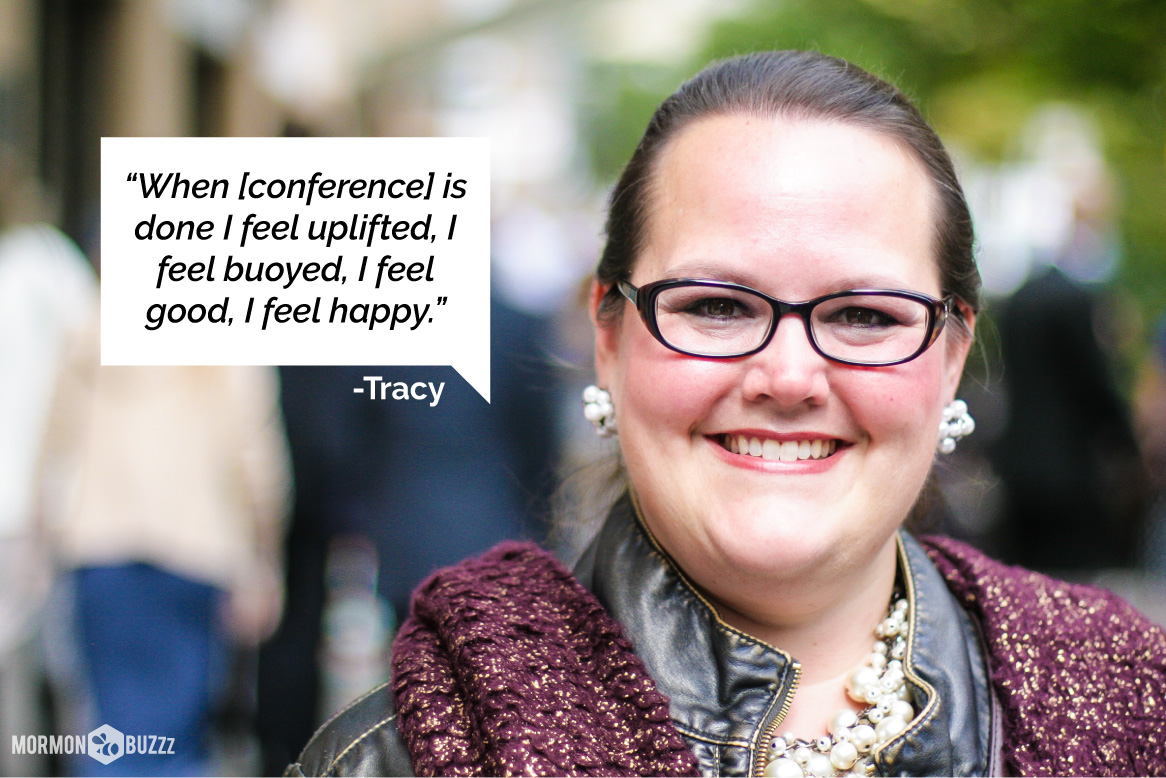 “When [conference] is
done I feel uplifted, I
feel buoyed, I feel
good, I feel happy.”
-Tracy
MORMON BUZZZ